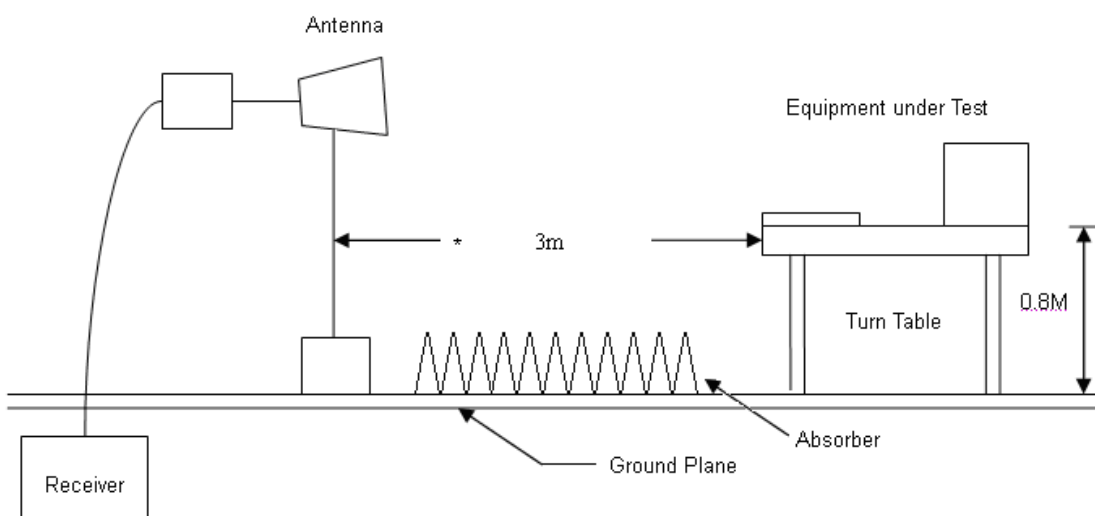 Antenna
Equipment under Test
* 3m
0.8M
Turn Table
Absorber
Ground Plane
Receiver